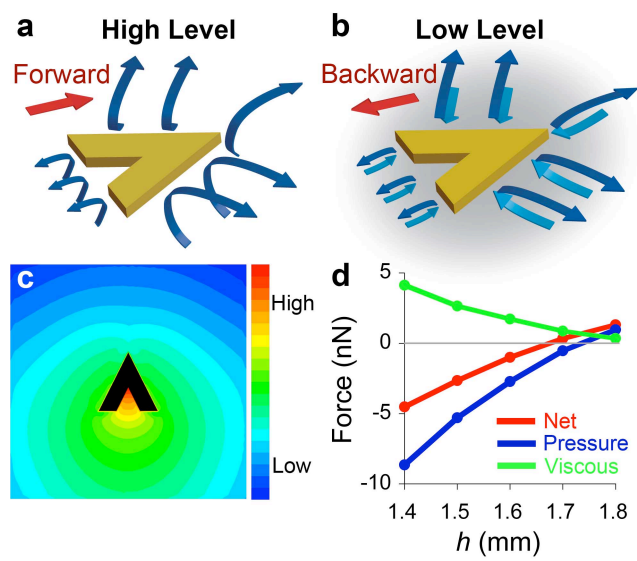 a High Level
Forward
b Low Level
Backward
c
High
Low
d
Force (nN)
5
0
-5
-10
Net
Pressure
Viscous
1.4 1.5 1.6 1.7 1.8
h (mm)